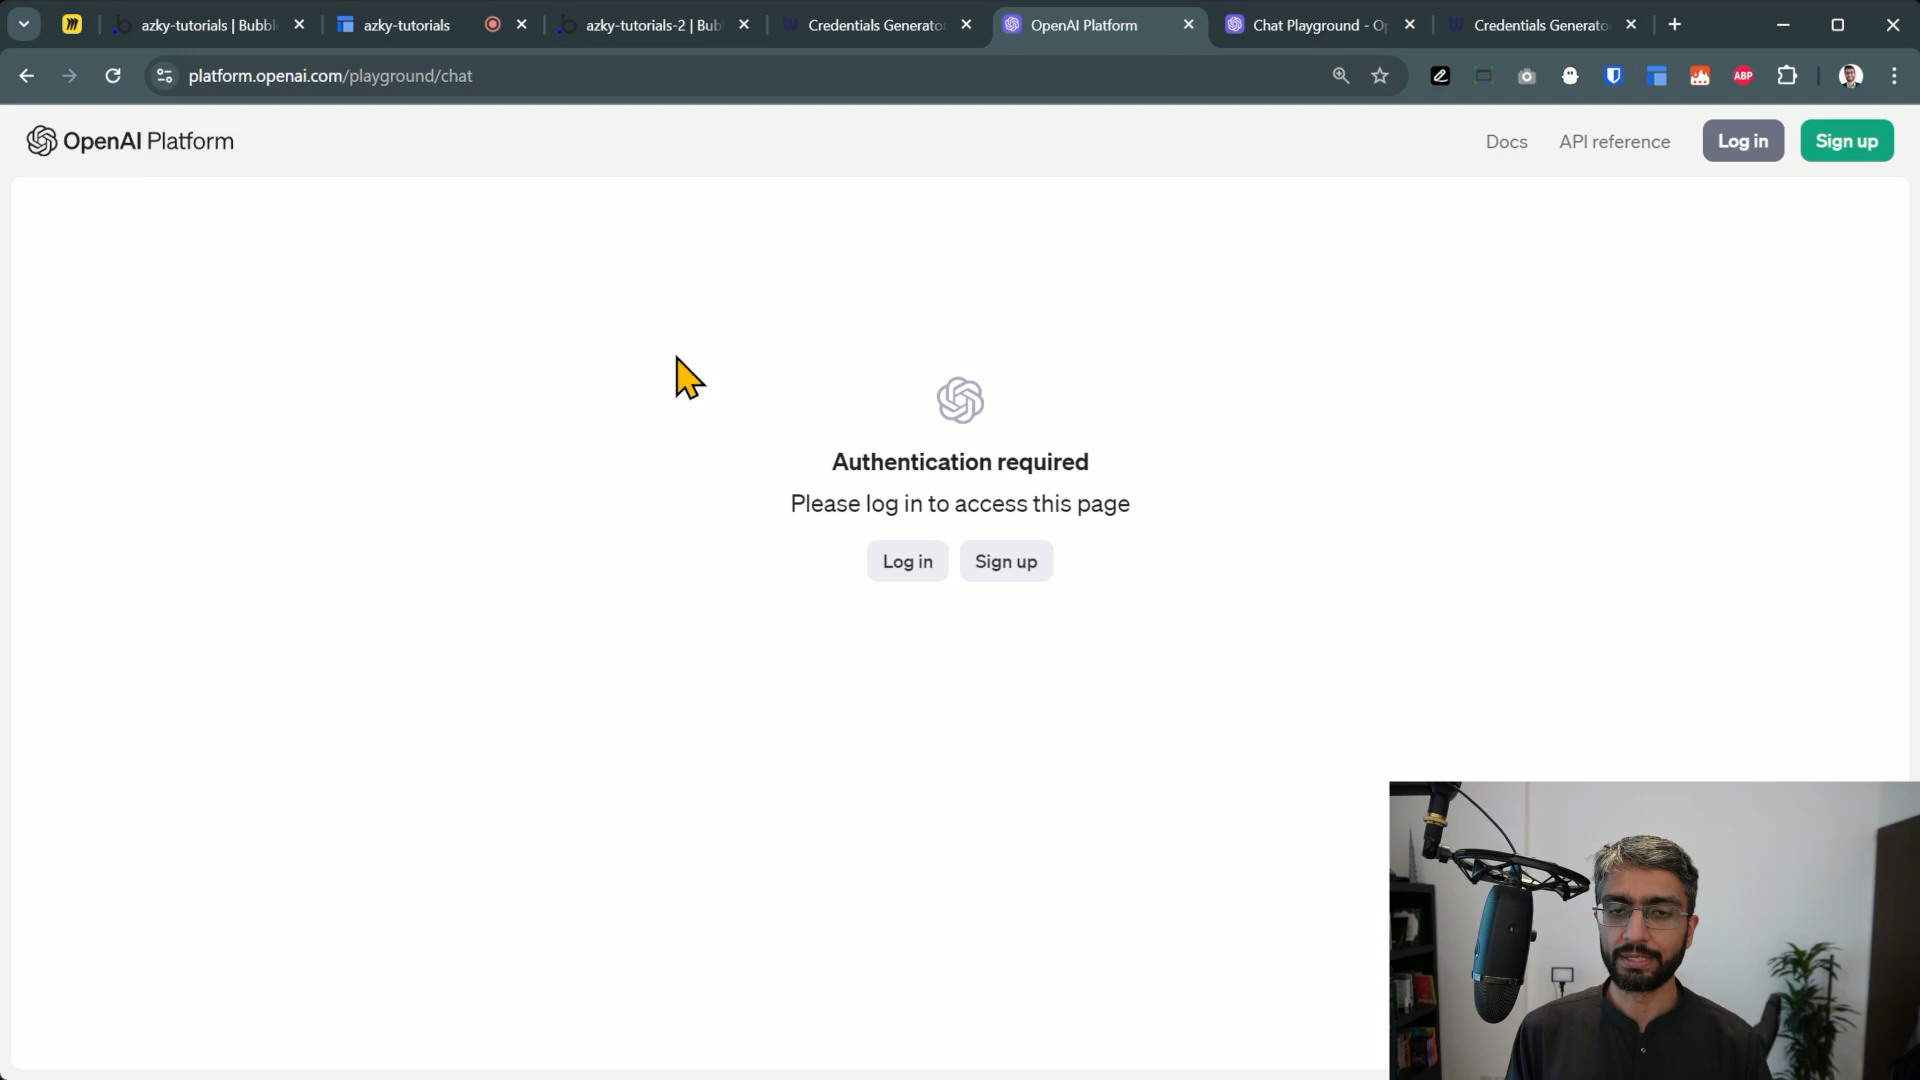 azky-tutorials | Bubbl
azky-tutorials
azky-tutorials-2 | Bub
Credentials Generato
OpenAI Platform
Chat Playground - Op
Credentials Generato
platform.openai.com/playground/chat
ABP
OpenAI Platform
Docs
API reference
Log in
Sign up
Authentication required
Please log in to access this page
Log in
Sign up